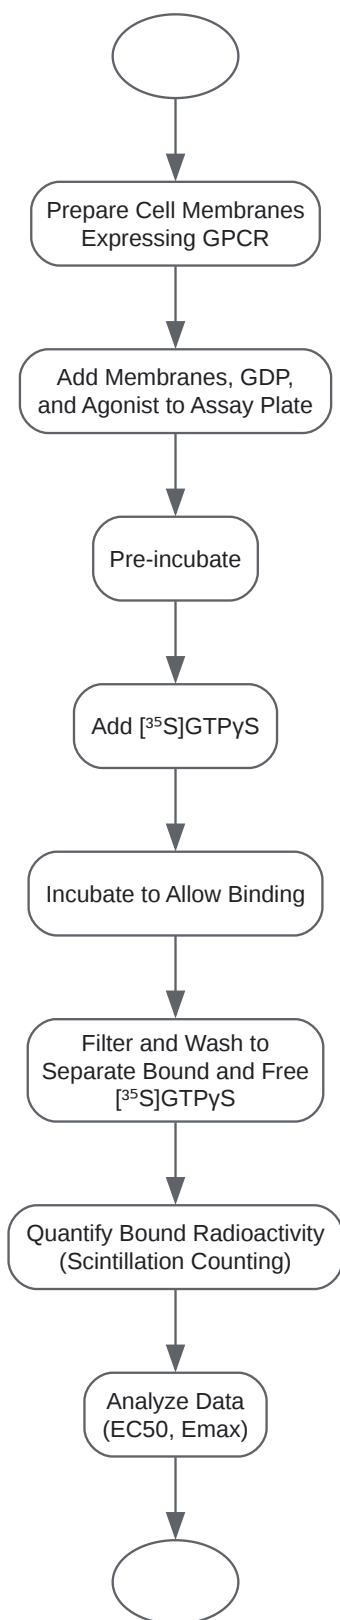 Prepare Cell Membranes
Expressing GPCR
Add Membranes, GDP,
and Agonist to Assay Plate
Pre-incubate
Add [³⁵S]GTPγS
Incubate to Allow Binding
Filter and Wash to
Separate Bound and Free
[³⁵S]GTPγS
Quantify Bound Radioactivity
(Scintillation Counting)
Analyze Data
(EC50, Emax)